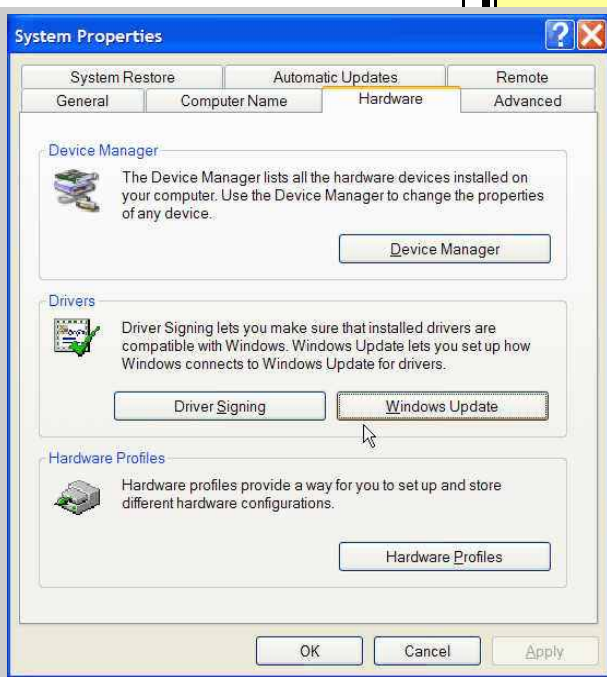 System Properties
System Restore Automatic Updates Remote
General Computer Name Hardware Advanced
Device Manager
The Device Manager lists all the hardware devices installed on
your computer. Use the Device Manager to change the properties
of any device.
Device Manager
Drivers
Driver Signing lets you make sure that installed drivers are
compatible with Windows. Windows Update lets you set up how
Windows connects to Windows Update for drivers.
Driver Signing Windows Update
Hardware Profiles
Hardware profiles provide a way for you to set up and store
different hardware configurations.
Hardware Profiles
OK Cancel Apply